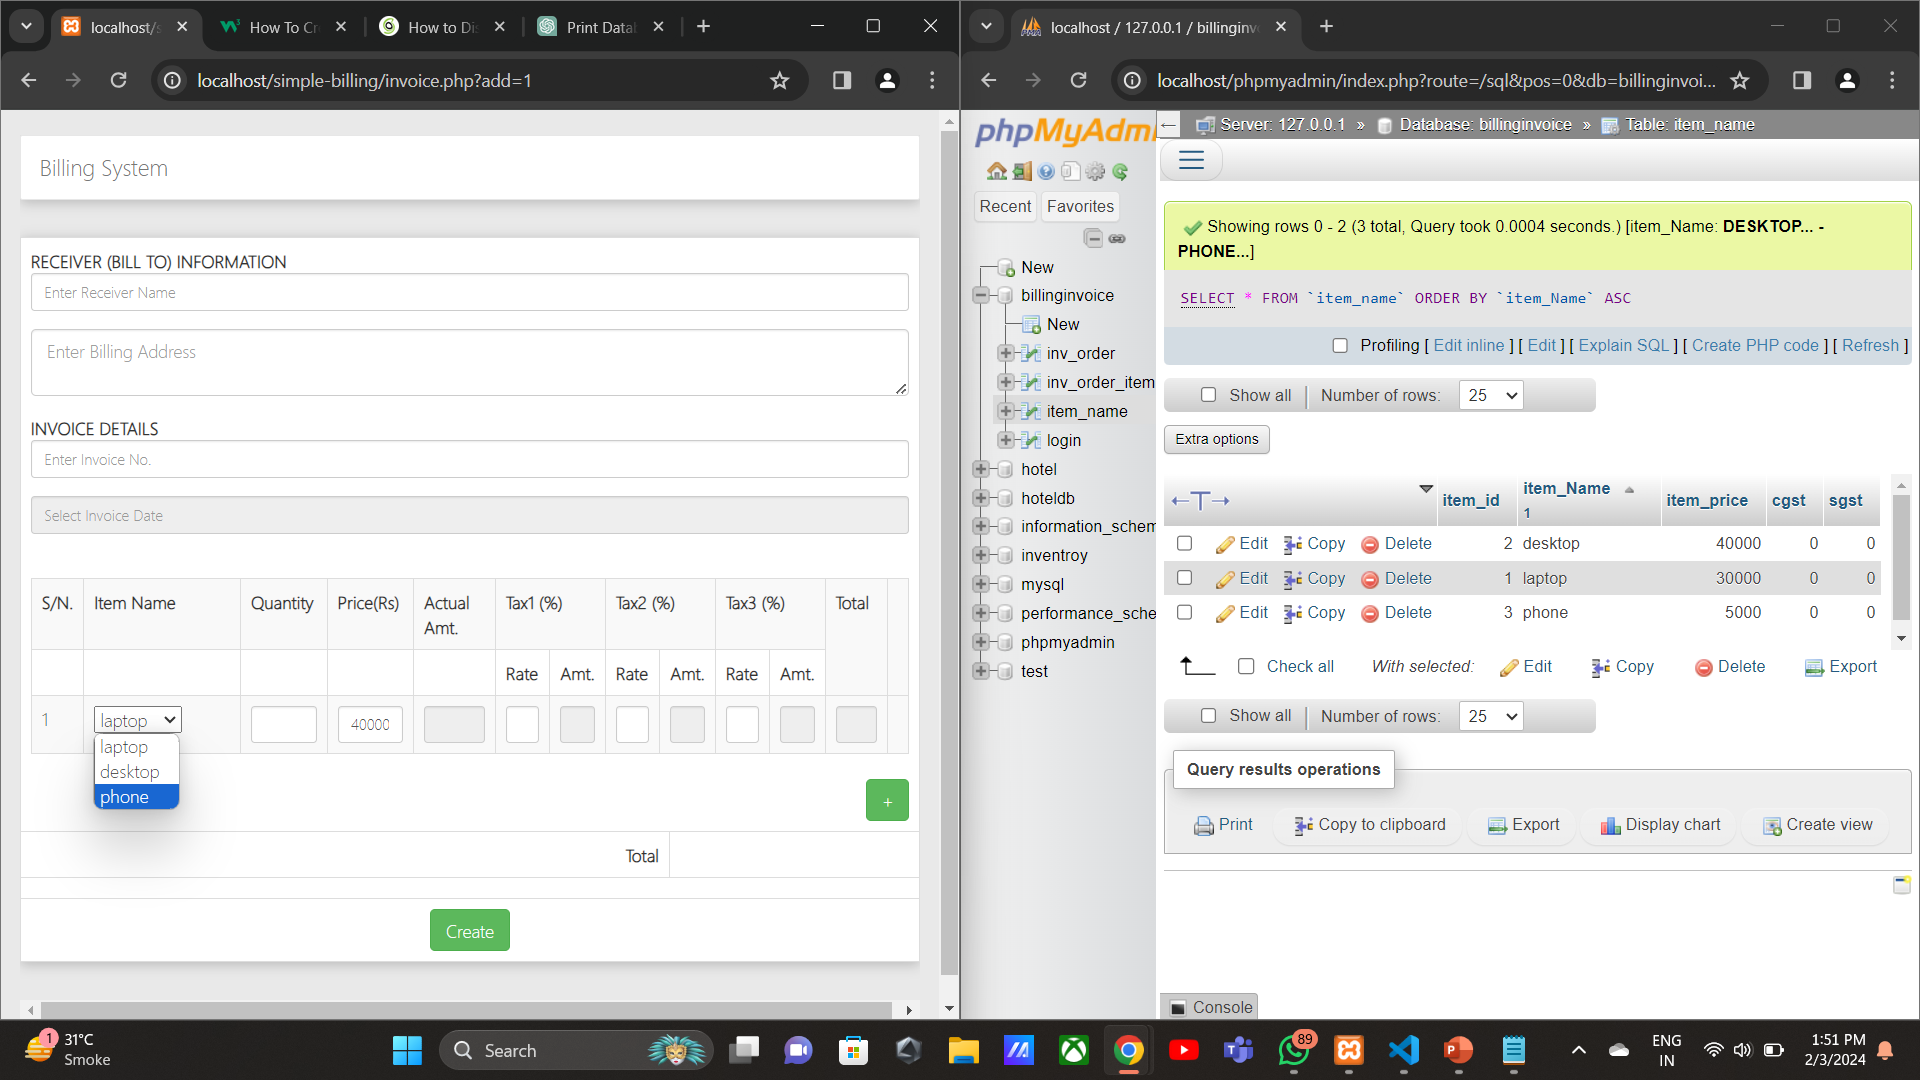 localhost/s
How To Cr
How to Dis
Print Datal
localhost/simple-billing/invoice.php?add=1
Billing System
RECEIVER (BILL TO) INFORMATION
Enter Receiver Name
Enter Billing Address
INVOICE DETAILS
Enter Invoice No.
Select Invoice Date
S/N. Item Name Quantity Price(Rs) Actual Amt. Tax1 (%) Tax2 (%) Tax3 (%) Total
Rate Amt. Rate Amt. Rate Amt.
1 laptop 40000
laptop
desktop
phone
+
Total
Create
localhost / 127.0.0.1 / billinginv
localhost/phpmyadmin/index.php?route=/sql&pos=0&db=billinginvoi...
phpMyAdmi
Recent Favorites
New
billinginvoice
New
inv_order
inv_order_item
item_name
login
hotel
hoteldb
information_schem
inventroy
mysql
performance_sche
phpmyadmin
test
Server: 127.0.0.1 » Database: billinginvoice » Table: item_name
Showing rows 0 - 2 (3 total, Query took 0.0004 seconds.) [item_Name: DESKTOP... -
PHONE...]
SELECT * FROM `item_name` ORDER BY `item_Name` ASC
Profiling [ Edit inline ] [ Edit ] [ Explain SQL ] [ Create PHP code ] [ Refresh ]
Show all Number of rows: 25
Extra options
←T→ item_id item_Name 1 item_price cgst sgst
Edit Copy Delete 2 desktop 40000 0 0
Edit Copy Delete 1 laptop 30000 0 0
Edit Copy Delete 3 phone 5000 0 0
Check all With selected: Edit Copy Delete Export
Show all Number of rows: 25
Query results operations
Print Copy to clipboard Export Display chart Create view
Console
1
31°C
Smoke
Search
89
ENG
IN
1:51 PM
2/3/2024